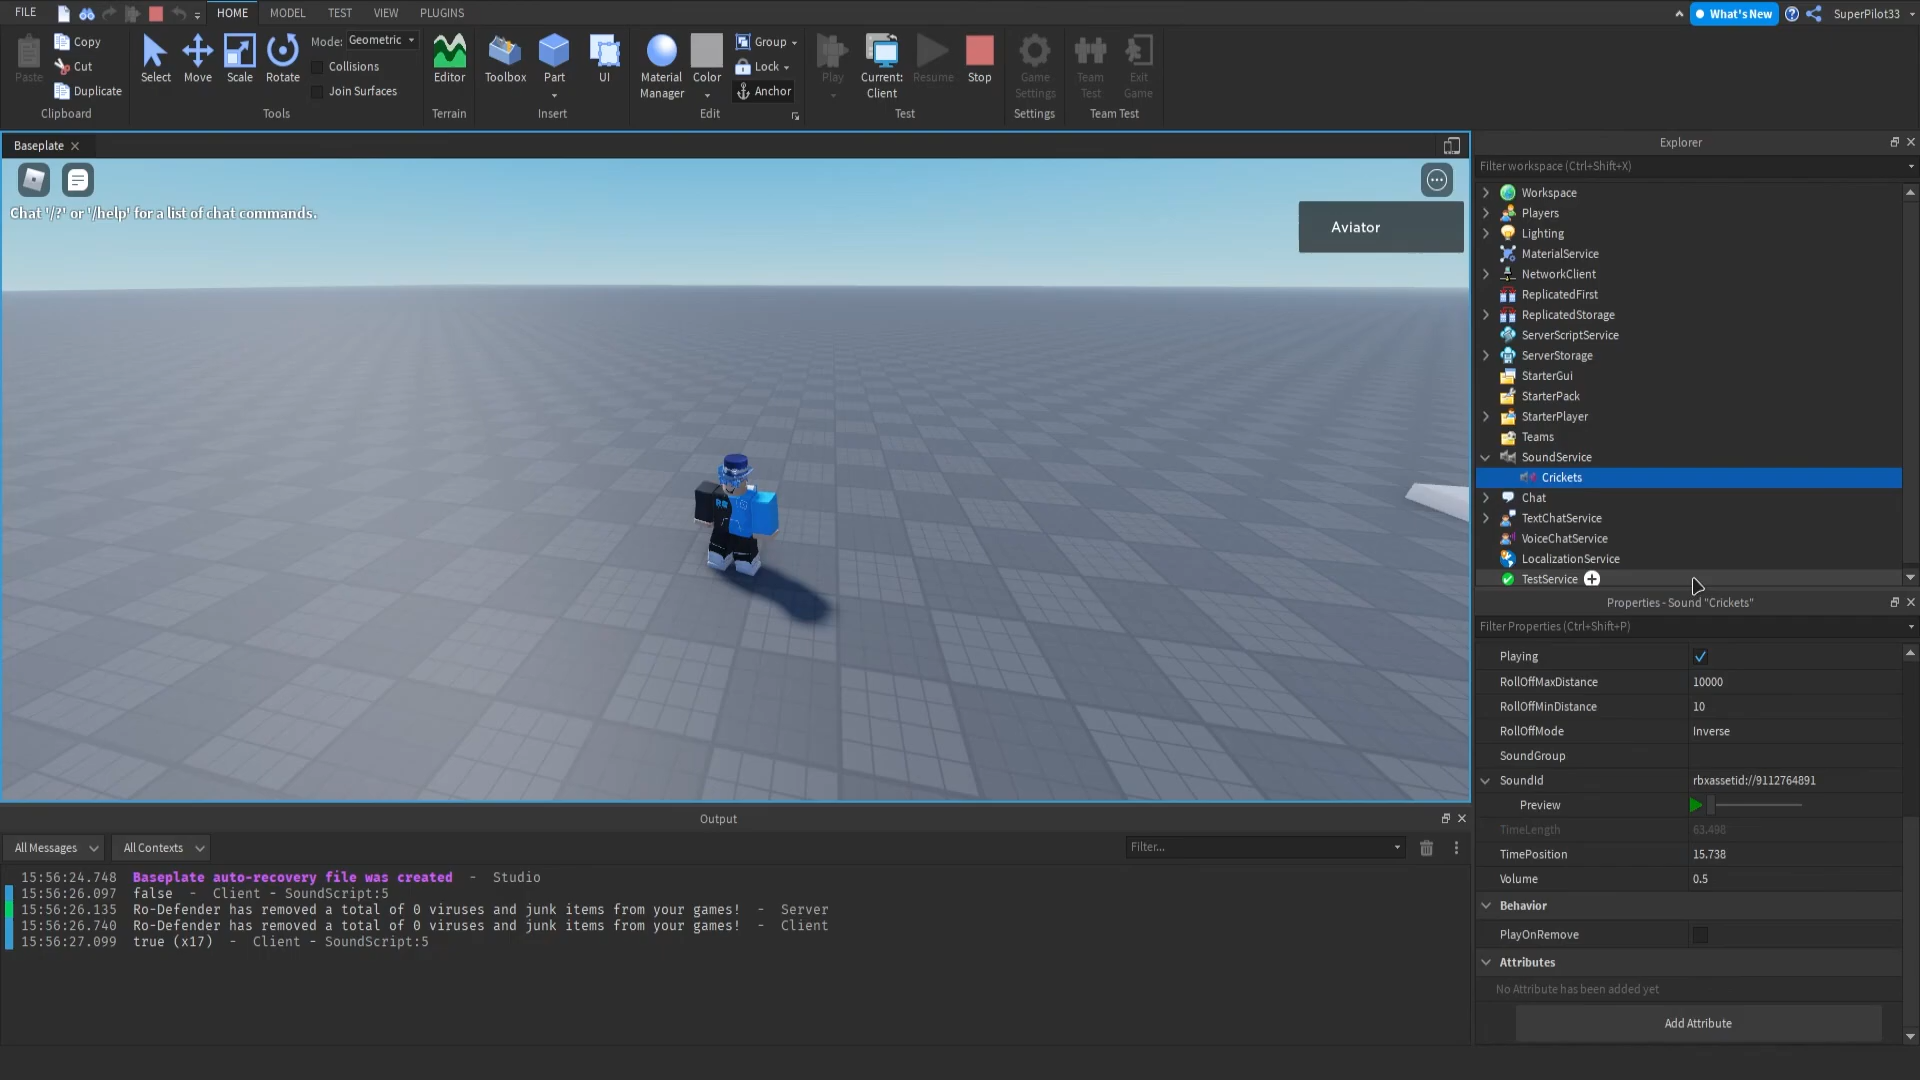 FILE
HOME
MODEL
TEST
VIEW
PLUGINS
What's New
SuperPilot33
Paste
Copy
Cut
Duplicate
Clipboard
Select
Move
Scale
Rotate
Mode: Geometric
Collisions
Join Surfaces
Tools
Editor
Terrain
Toolbox
Part
UI
Insert
Material Manager
Color
Group
Lock
Anchor
Edit
Play
Current: Client
Resume
Stop
Test
Game Settings
Settings
Team Test
Exit Game
Team Test
Baseplate
Chat '/?' or '/help' for a list of chat commands.
Aviator
Explorer
Filter workspace (Ctrl+Shift+X)
Workspace
Players
Lighting
MaterialService
NetworkClient
ReplicatedFirst
ReplicatedStorage
ServerScriptService
ServerStorage
StarterGui
StarterPack
StarterPlayer
Teams
SoundService
Crickets
Chat
TextChatService
VoiceChatService
LocalizationService
TestService
Properties - Sound "Crickets"
Filter Properties (Ctrl+Shift+P)
Playing
RollOffMaxDistance 10000
RollOffMinDistance 10
RollOffMode Inverse
SoundGroup
SoundId rbxassetid://9112764891
Preview
TimeLength 63.498
TimePosition 15.738
Volume 0.5
Behavior
PlayOnRemove
Attributes
No Attribute has been added yet
Add Attribute
Output
All Messages
All Contexts
Filter...
15:56:24.748 Baseplate auto-recovery file was created - Studio
15:56:26.097 false - Client - SoundScript:5
15:56:26.135 Ro-Defender has removed a total of 0 viruses and junk items from your games! - Server
15:56:26.740 Ro-Defender has removed a total of 0 viruses and junk items from your games! - Client
15:56:27.099 true (x17) - Client - SoundScript:5